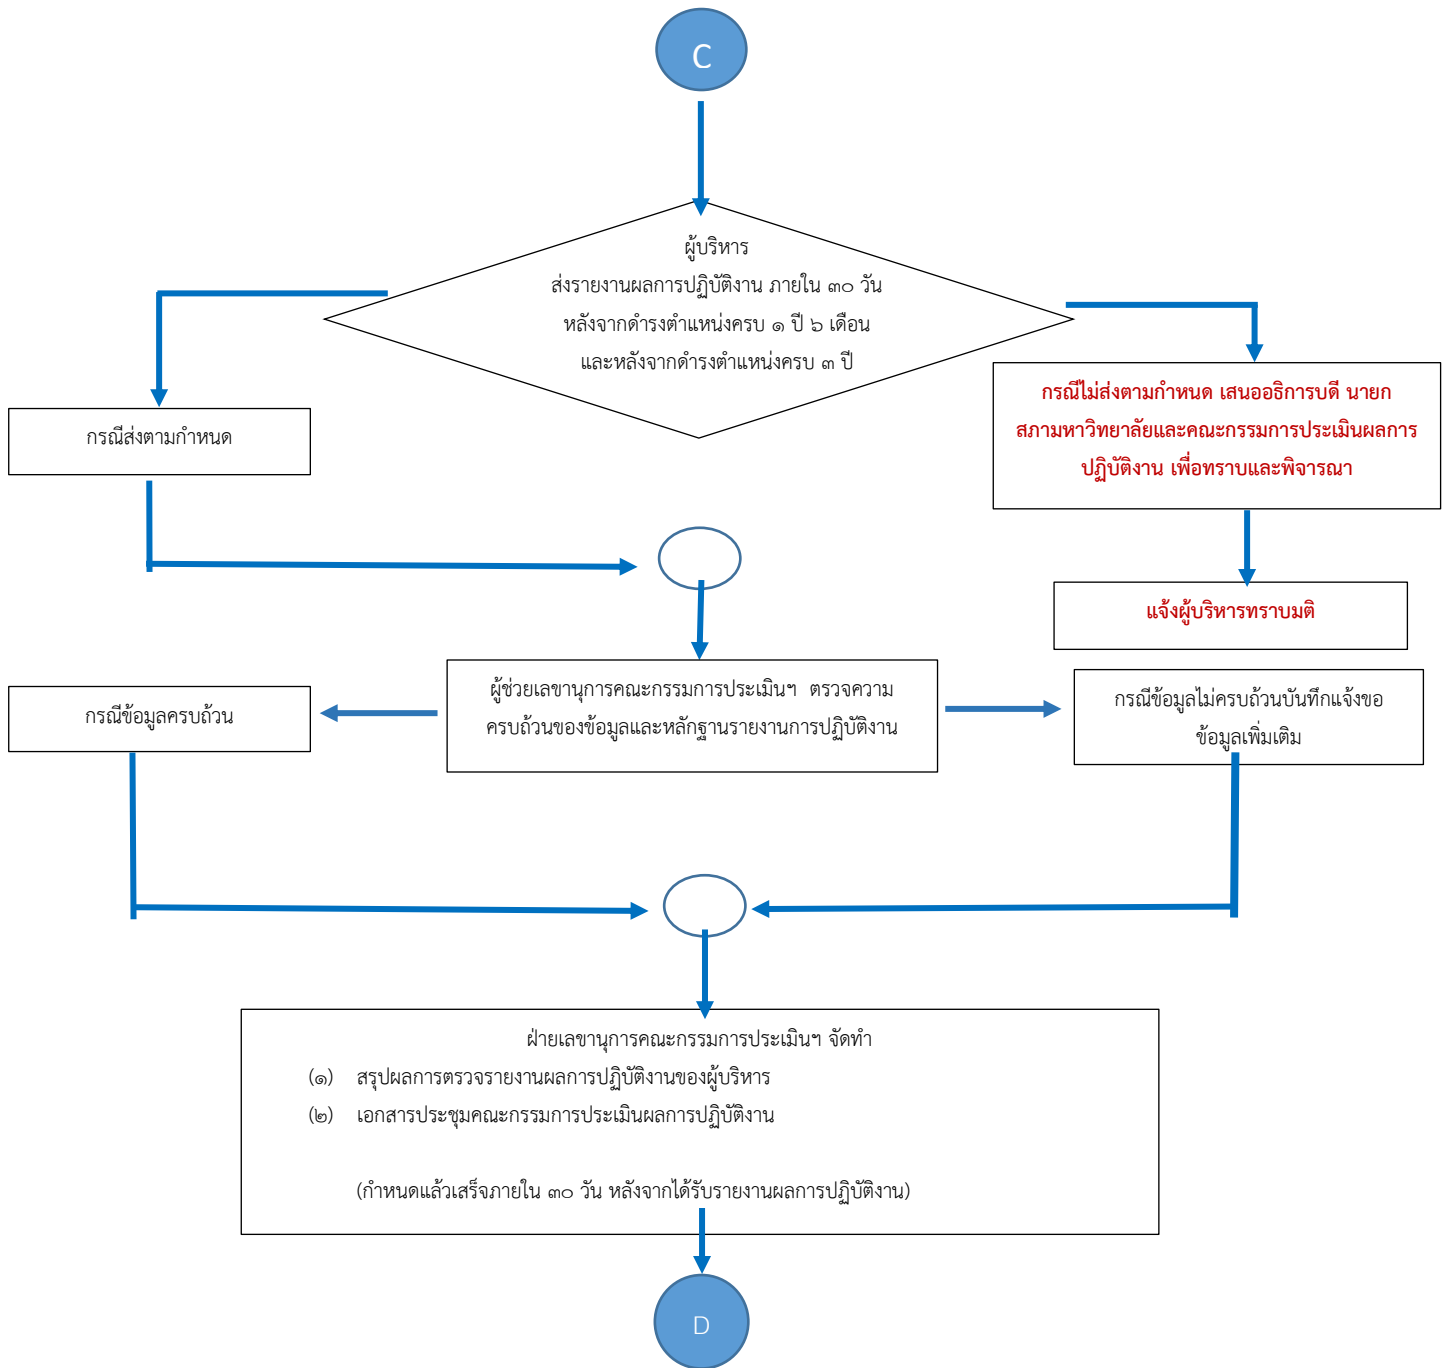 C
ผู้บริหาร
ส่งรายงานผลการปฏิบัติงาน ภายใน ๓๐ วัน
หลังจากดำรงตำแหน่งครบ ๑ ปี ๖ เดือน
และหลังจากดำรงตำแหน่งครบ ๓ ปี
กรณีส่งตามกำหนด
กรณีไม่ส่งตามกำหนด เสนออธิการบดี นายก
สภามหาวิทยาลัยและคณะกรรมการประเมินผลการ
ปฏิบัติงาน เพื่อทราบและพิจารณา
แจ้งผู้บริหารทราบมติ
กรณีข้อมูลครบถ้วน
ผู้ช่วยเลขานุการคณะกรรมการประเมินฯ ตรวจความ
ครบถ้วนของข้อมูลและหลักฐานรายงานการปฏิบัติงาน
กรณีข้อมูลไม่ครบถ้วนบันทึกแจ้งขอ
ข้อมูลเพิ่มเติม
ฝ่ายเลขานุการคณะกรรมการประเมินฯ จัดทำ
(๑) สรุปผลการตรวจรายงานผลการปฏิบัติงานของผู้บริหาร
(๒) เอกสารประชุมคณะกรรมการประเมินผลการปฏิบัติงาน
(กำหนดแล้วเสร็จภายใน ๓๐ วัน หลังจากได้รับรายงานผลการปฏิบัติงาน)
D